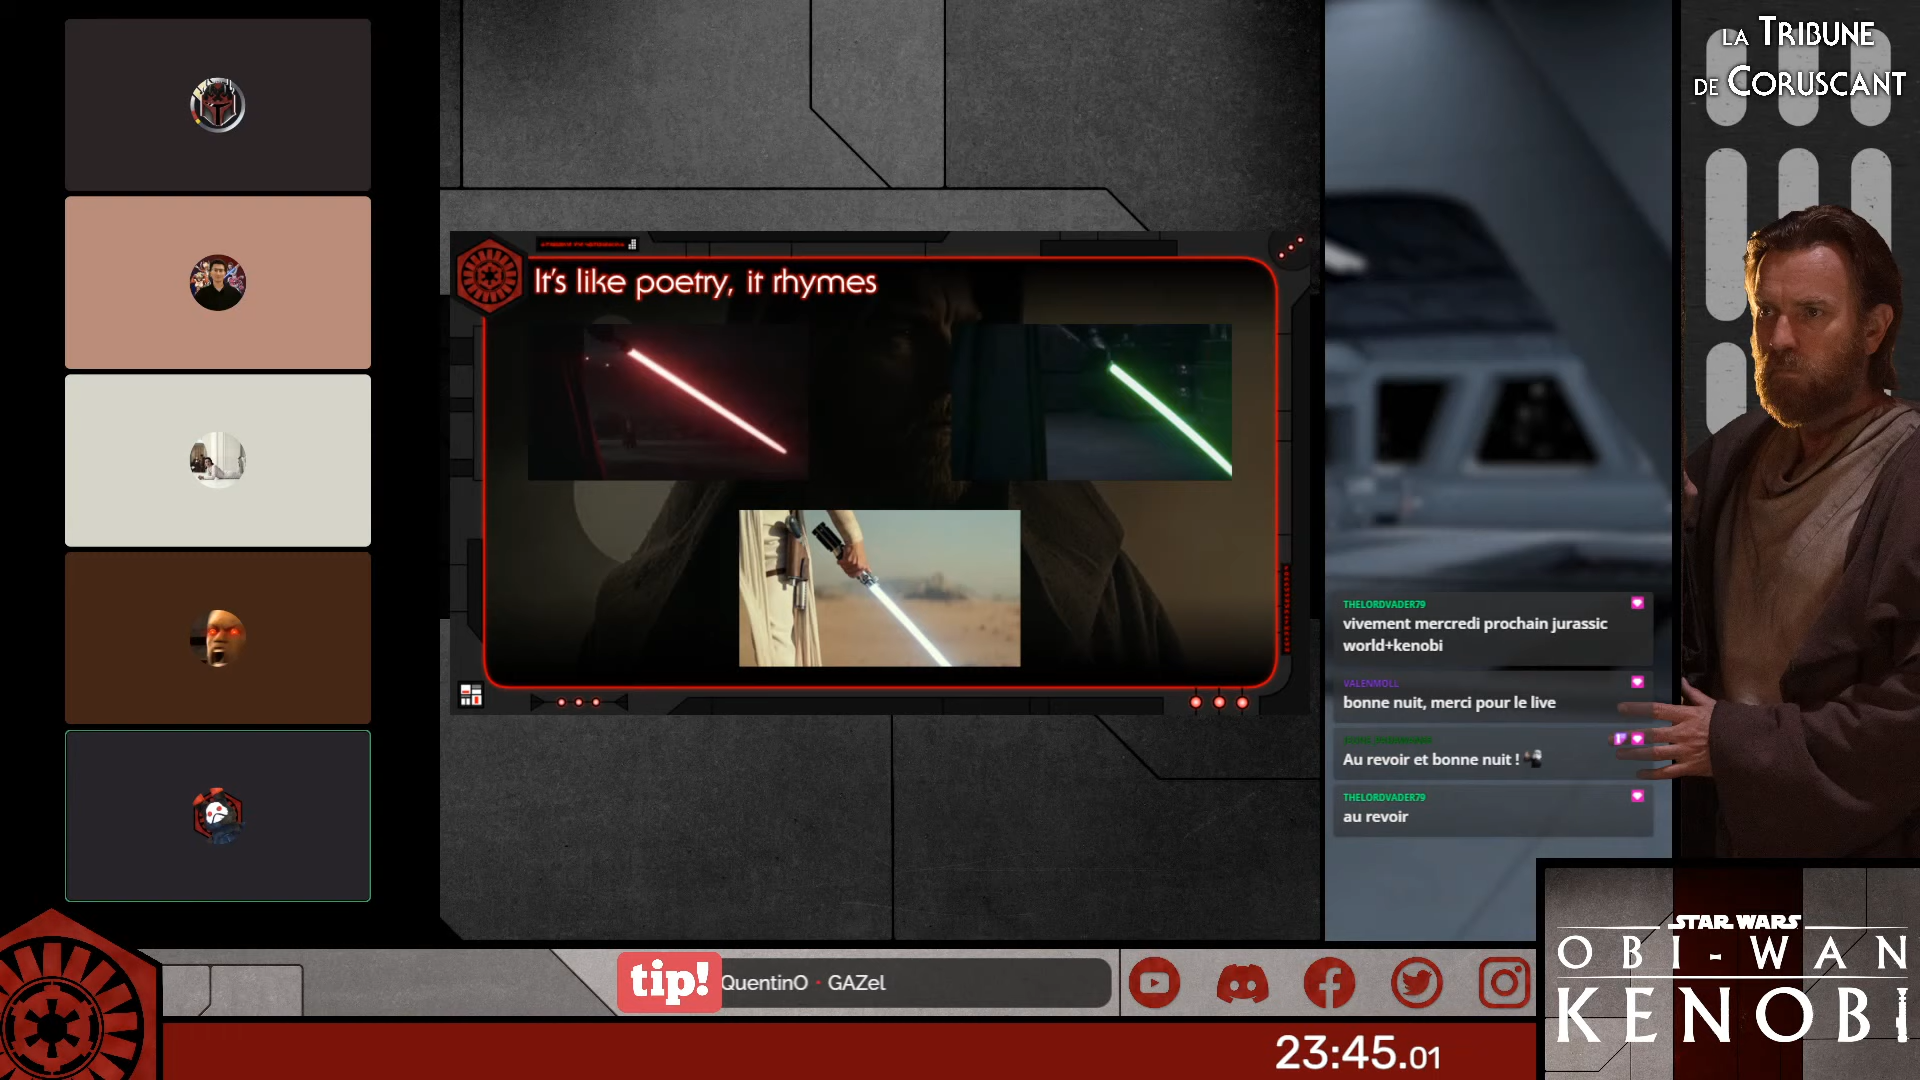 LA TRIBUNE
DE CORUSCANT
It's like poetry, it rhymes
THELORDVADER79
vivement mercredi prochain jurassic
world+kenobi
VALENMOLL
bonne nuit, merci pour le live
Au revoir et bonne nuit !
THELORDVADER79
au revoir
tip!
QuentinO • GAZel
STAR WARS
OBI-WAN
KENOBI
23:45.01